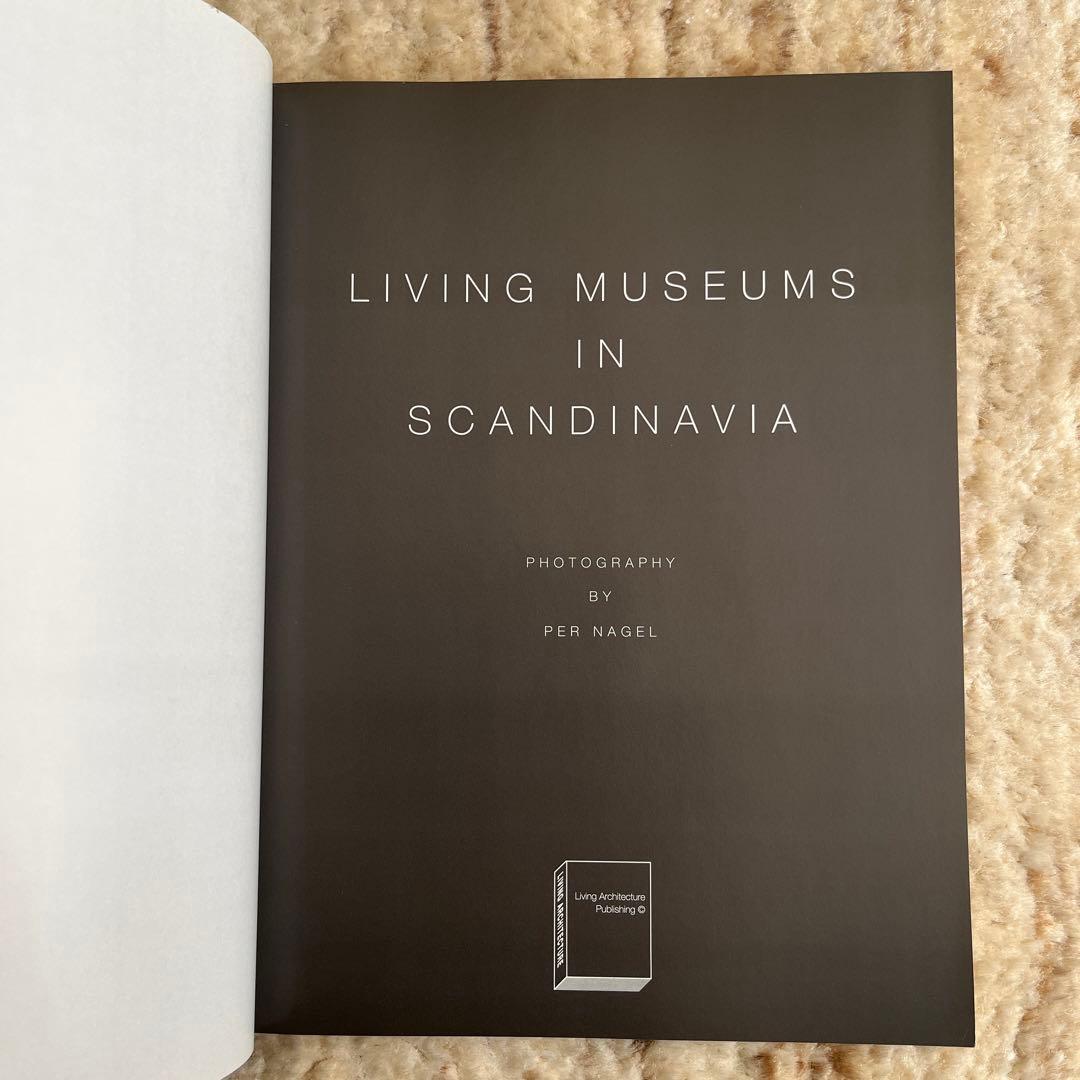 LIVING MUSEUMS
IN
SCANDINAVIA
PHOTOGRAPHY
BY
PER NAGEL
LIVING ARCHITECTURE
Living Architecture
Publishing ©